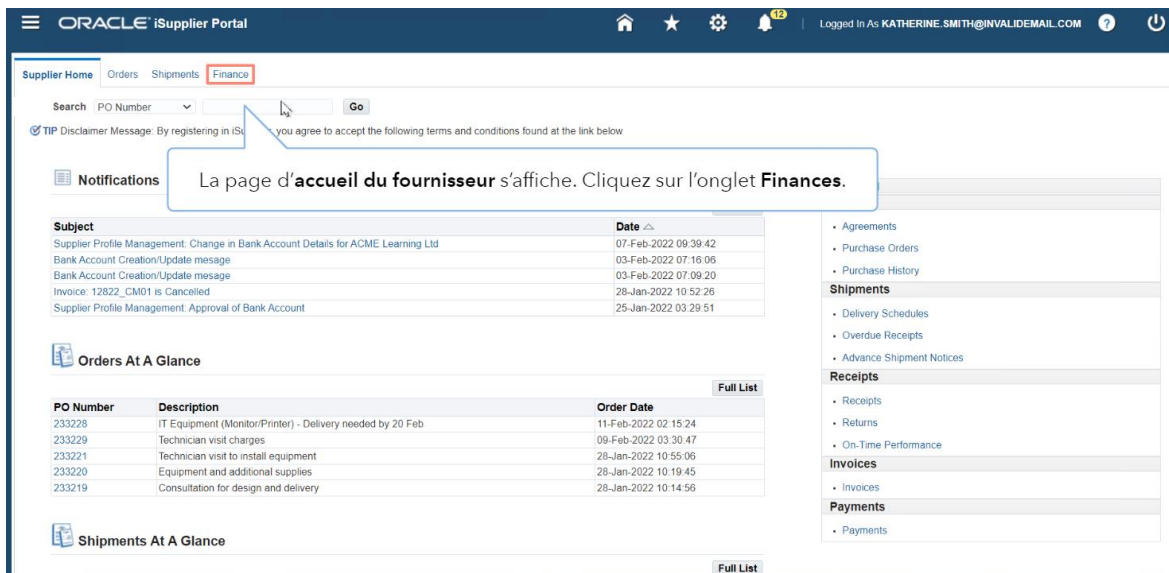 ORACLE iSupplier Portal
12
Logged In As KATHERINE.SMITH@INVALIDEMAIL.COM
?
Supplier Home Orders Shipments Finance
Search PO Number Go
TIP Disclaimer Message: By registering in iSu you agree to accept the following terms and conditions found at the link below
La page d'accueil du fournisseur s'affiche. Cliquez sur l'onglet Finances.
Notifications
Subject Date
Supplier Profile Management: Change in Bank Account Details for ACME Learning Ltd 07-Feb-2022 09:39:42
Bank Account Creation/Update mesage 03-Feb-2022 07:16:06
Bank Account Creation/Update mesage 03-Feb-2022 07:09:20
Invoice: 12822_CM01 is Cancelled 28-Jan-2022 10:52:26
Supplier Profile Management: Approval of Bank Account 25-Jan-2022 03:29:51
Orders At A Glance
Full List
PO Number Description Order Date
233228 IT Equipment (Monitor/Printer) - Delivery needed by 20 Feb 11-Feb-2022 02:15:24
233229 Technician visit charges 09-Feb-2022 03:30:47
233221 Technician visit to install equipment 28-Jan-2022 10:55:06
233220 Equipment and additional supplies 28-Jan-2022 10:19:45
233219 Consultation for design and delivery 28-Jan-2022 10:14:56
Shipments At A Glance
Full List
Agreements
Purchase Orders
Purchase History
Shipments
Delivery Schedules
Overdue Receipts
Advance Shipment Notices
Receipts
Receipts
Returns
On-Time Performance
Invoices
Invoices
Payments
Payments